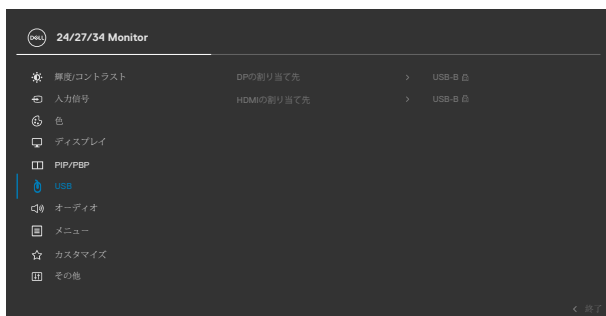 DELL 24/27/34 Monitor
輝度/コントラスト DPの割り当て先 > USB-B
入力信号 HDMIの割り当て先 > USB-B
色
ディスプレイ
PIP/PBP
USB
オーディオ
メニュー
カスタマイズ
その他
< 終了